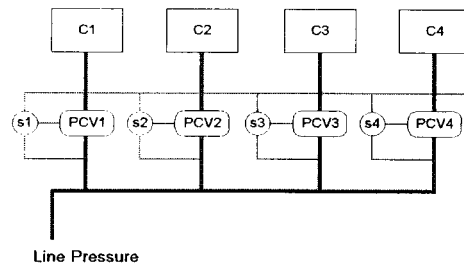 C1 C2 C3 C4
s1 PCV1 s2 PCV2 s3 PCV3 s4 PCV4
Line Pressure